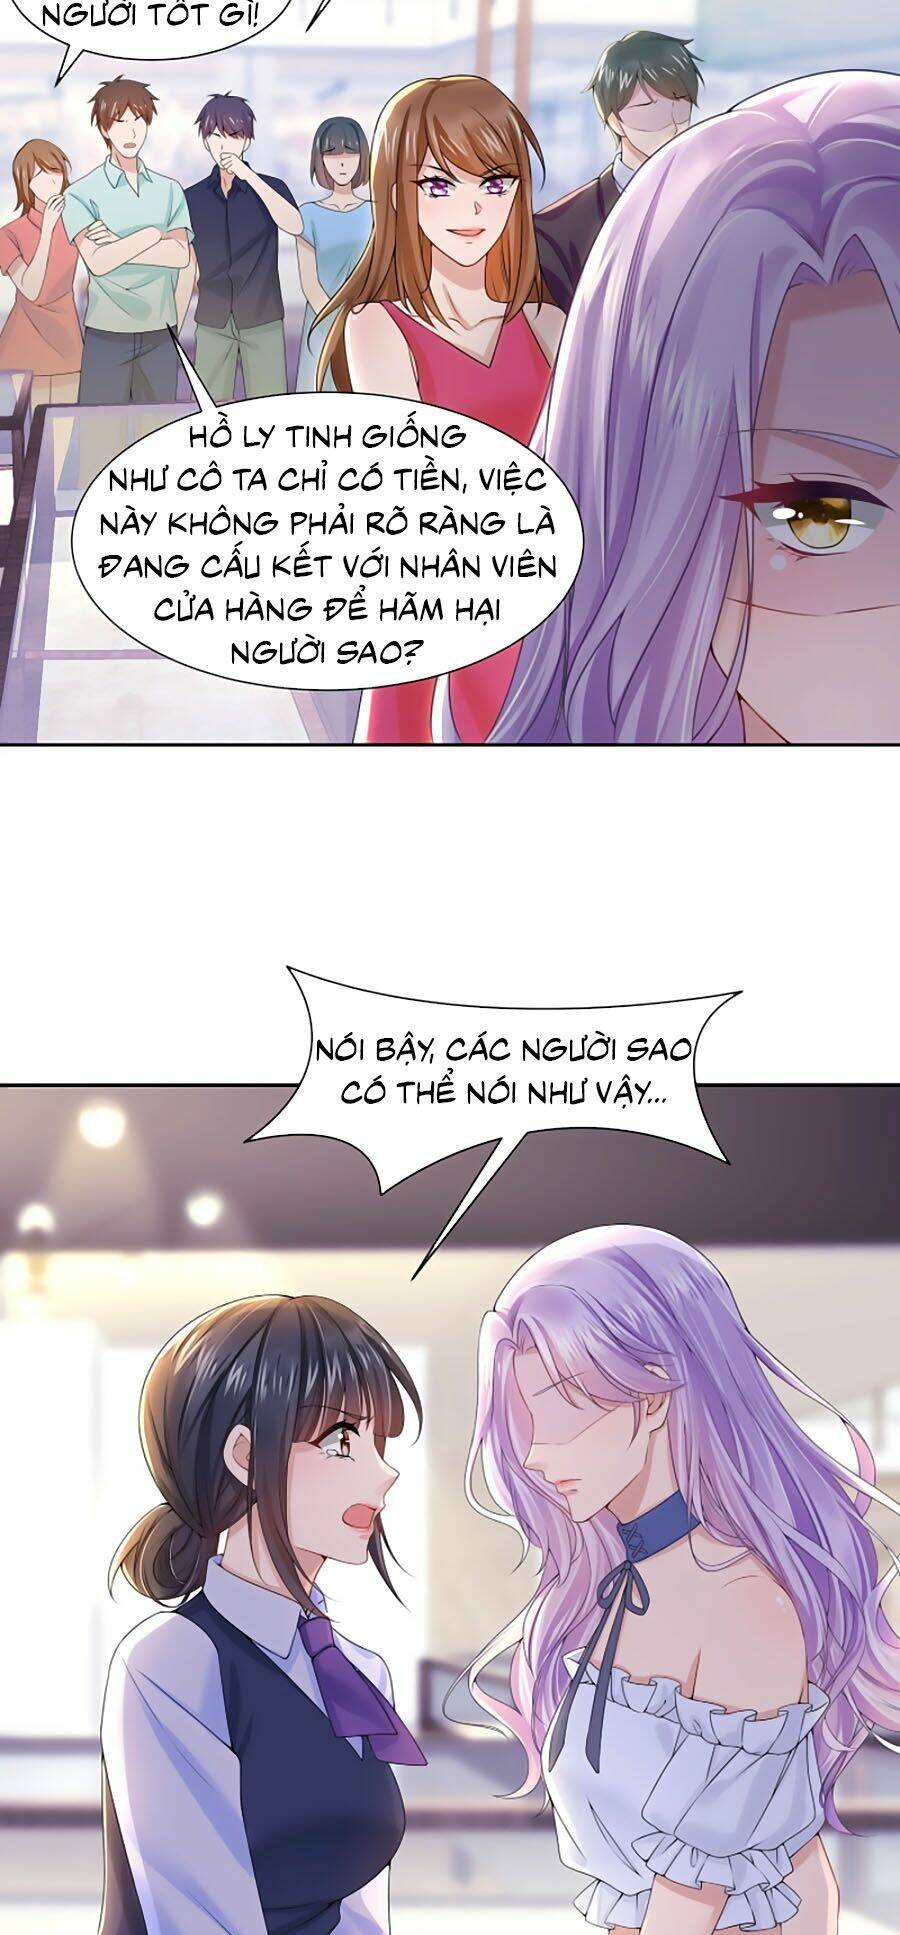 NGƯỜI TỐT GÌ!
HỒ LY TINH GIỐNG
NHƯ CÔ TA CHỈ CÓ TIỀN, VIỆC
NÀY KHÔNG PHẢI RÕ RÀNG LÀ
ĐANG CẤU KẾT VỚI NHÂN VIÊN
CỬA HÀNG ĐỂ HÃM HẠI
NGƯỜI SAO?
NÓI BẬY, CÁC NGƯỜI SAO
CÓ THỂ NÓI NHƯ VẬY...